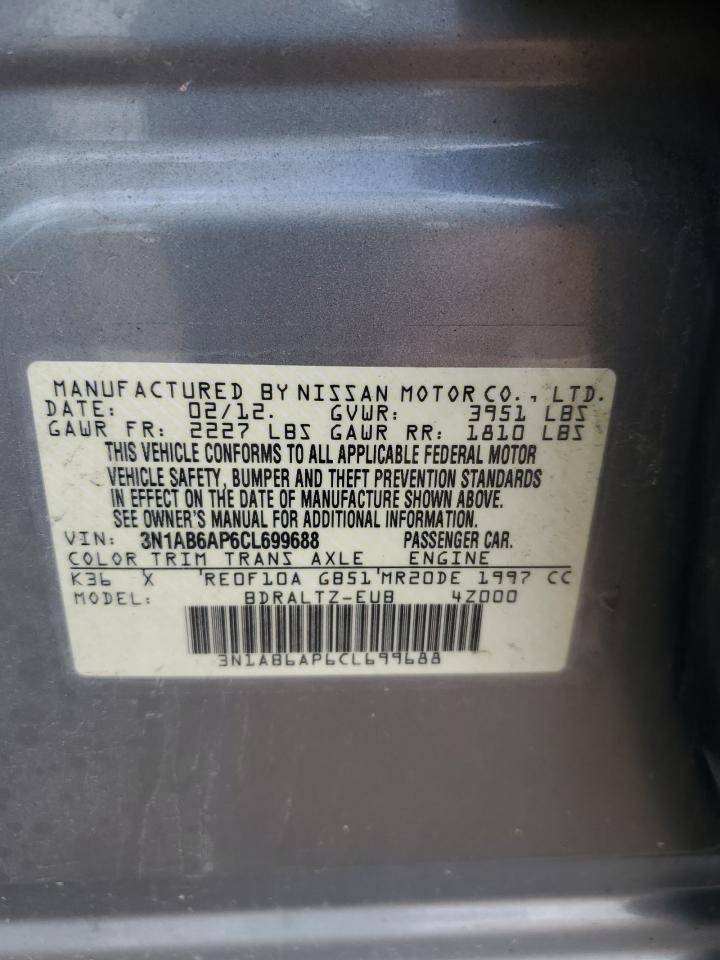 MANUFACTURED BY NISSAN MOTOR CO., LTD.
DATE: 02/12. GVWR: 3951 LBS
GAWR FR: 2227 LBS GAWR RR: 1810 LBS
THIS VEHICLE CONFORMS TO ALL APPLICABLE FEDERAL MOTOR
VEHICLE SAFETY, BUMPER AND THEFT PREVENTION STANDARDS
IN EFFECT ON THE DATE OF MANUFACTURE SHOWN ABOVE.
SEE OWNER'S MANUAL FOR ADDITIONAL INFORMATION.
VIN: 3N1AB6AP6CL699688 PASSENGER CAR.
COLOR TRIM TRANS AXLE ENGINE
K36 X RE0F10A GB51 MR20DE 1997 CC
MODEL: BDRALTZ-EUB 4Z000
3N1AB6AP6CL699688